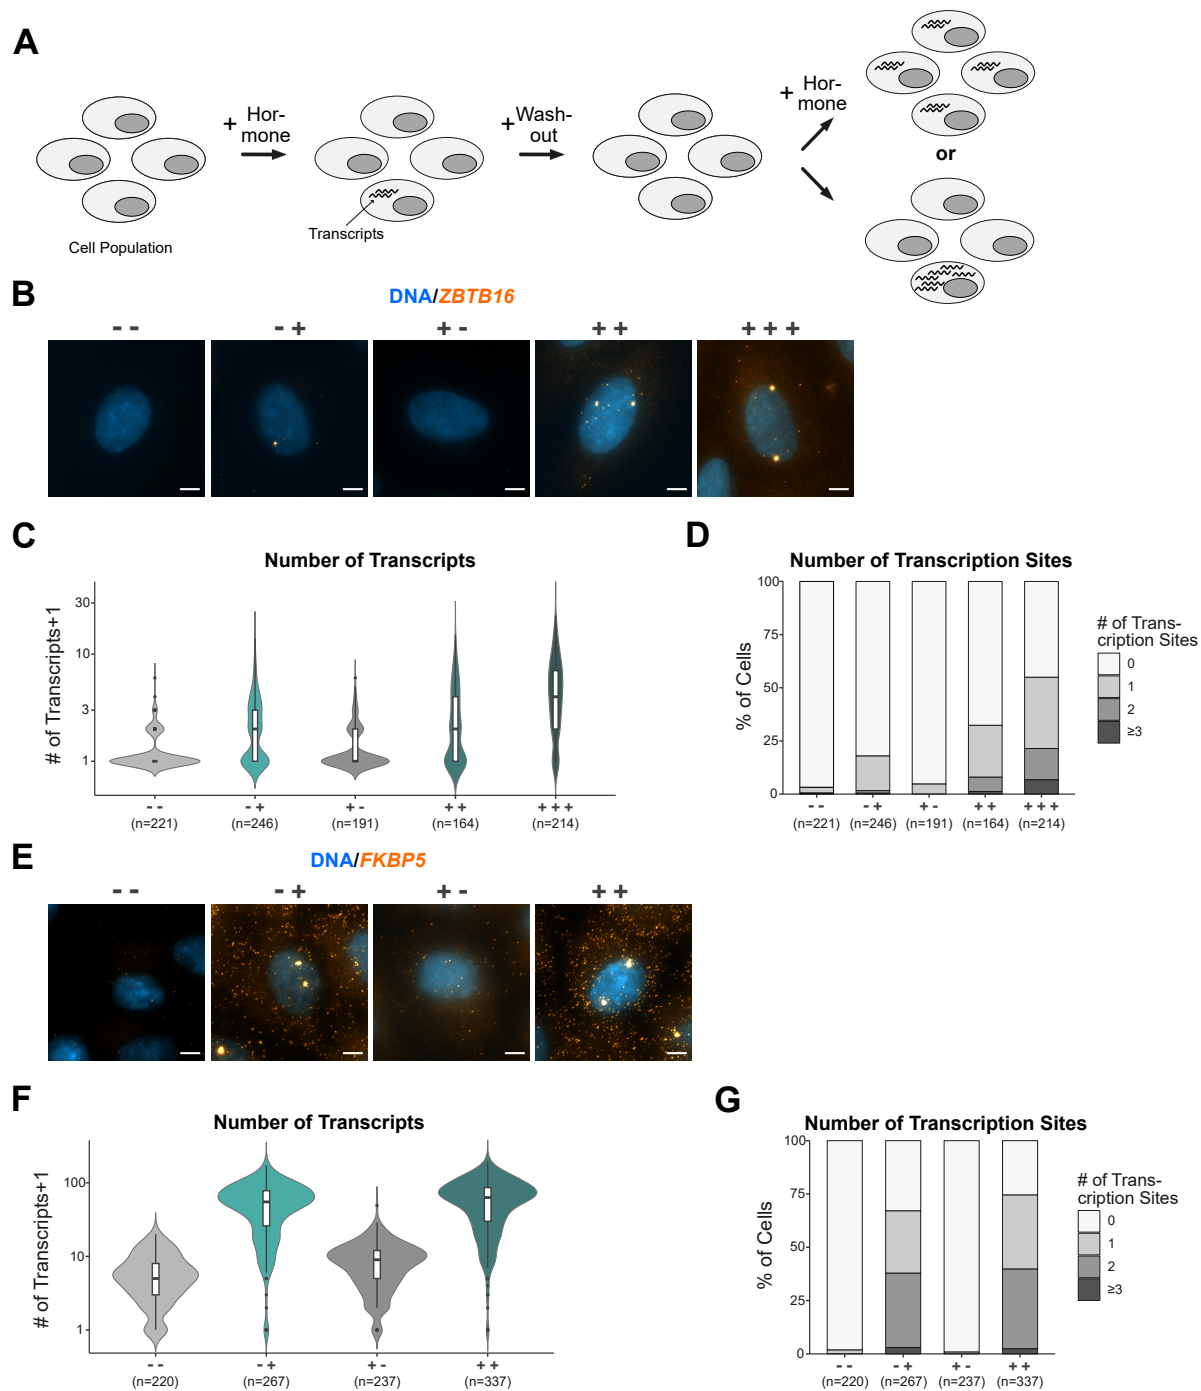 A
+ Hor-
mone
+ Wash-
out
+ Hor-
mone
or
Transcripts
Cell Population
B
DNA/ZBTB16
- -
- +
+ -
+ +
+ + +
C
Number of Transcripts
# of Transcripts+1
30
10
3
1
- -
- +
+ -
+ +
+ + +
(n=221)
(n=246)
(n=191)
(n=164)
(n=214)
D
Number of Transcription Sites
% of Cells
100
75
50
25
0
- -
- +
+ -
+ +
+ + +
(n=221)
(n=246)
(n=191)
(n=164)
(n=214)
# of Trans-
cription Sites
0
1
2
≥3
E
DNA/FKBP5
- -
- +
+ -
+ +
F
Number of Transcripts
# of Transcripts+1
100
10
1
- -
- +
+ -
+ +
(n=220)
(n=267)
(n=237)
(n=337)
G
Number of Transcription Sites
% of Cells
100
75
50
25
0
- -
- +
+ -
+ +
(n=220)
(n=267)
(n=237)
(n=337)
# of Trans-
cription Sites
0
1
2
≥3